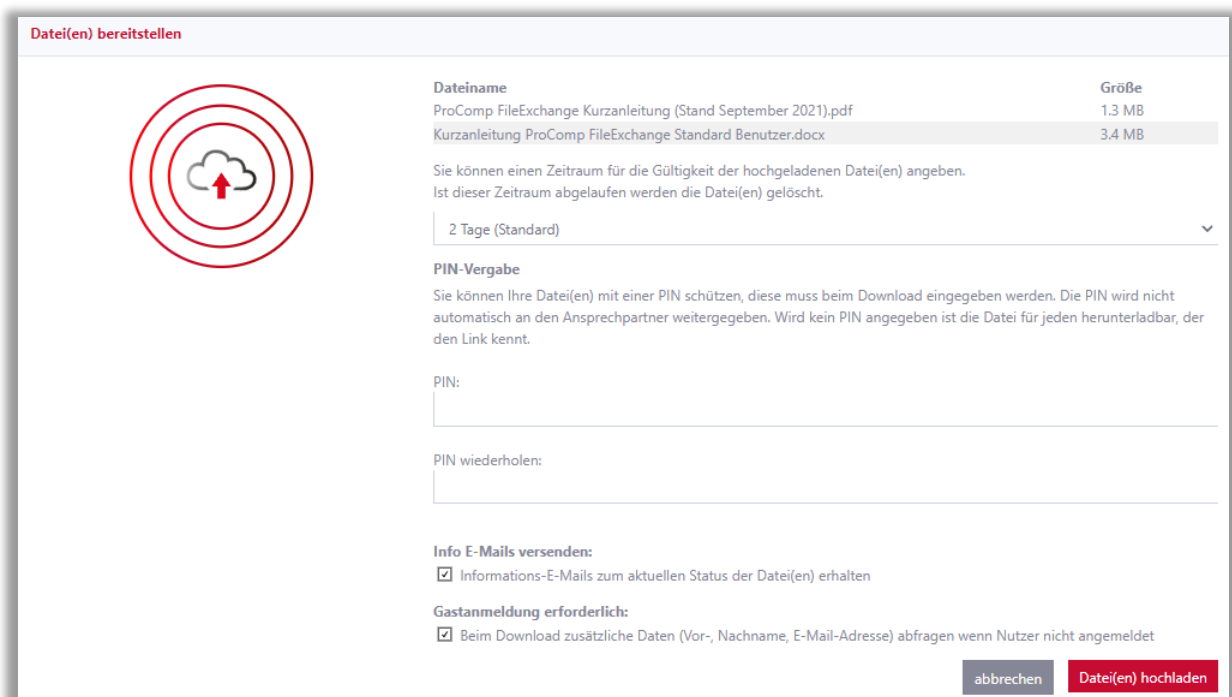 Datei(en) bereitstellen
Dateiname Größe
ProComp FileExchange Kurzanleitung (Stand September 2021).pdf 1.3 MB
Kurzanleitung ProComp FileExchange Standard Benutzer.docx 3.4 MB
Sie können einen Zeitraum für die Gültigkeit der hochgeladenen Datei(en) angeben.
Ist dieser Zeitraum abgelaufen werden die Datei(en) gelöscht.
2 Tage (Standard)
PIN-Vergabe
Sie können Ihre Datei(en) mit einer PIN schützen, diese muss beim Download eingegeben werden. Die PIN wird nicht
automatisch an den Ansprechpartner weitergegeben. Wird kein PIN angegeben ist die Datei für jeden herunterladbar, der
den Link kennt.
PIN:
PIN wiederholen:
Info E-Mails versenden:
Informations-E-Mails zum aktuellen Status der Datei(en) erhalten
Gastanmeldung erforderlich:
Beim Download zusätzliche Daten (Vor-, Nachname, E-Mail-Adresse) abfragen wenn Nutzer nicht angemeldet
abbrechen Datei(en) hochladen